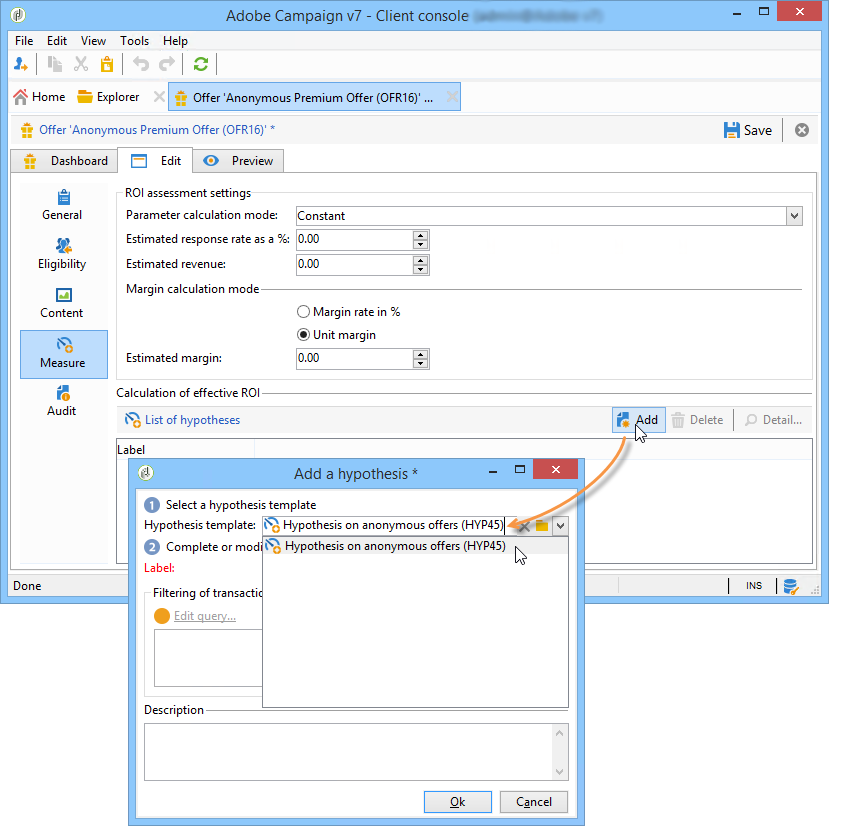 Adobe Campaign v7 - Client console
File Edit View Tools Help
Home Explorer Offer 'Anonymous Premium Offer (OFR16)' ...
Offer 'Anonymous Premium Offer (OFR16)' * Save
Dashboard Edit Preview
General
Eligibility
Content
Measure
Audit
ROI assessment settings
Parameter calculation mode: Constant
Estimated response rate as a %: 0.00
Estimated revenue: 0.00
Margin calculation mode
Margin rate in %
Unit margin
Estimated margin: 0.00
Calculation of effective ROI
List of hypotheses Add Delete Detail...
Label
Add a hypothesis *
1 Select a hypothesis template
Hypothesis template: Hypothesis on anonymous offers (HYP45)
Hypothesis on anonymous offers (HYP45)
2 Complete or modi
Label:
Filtering of transactio
Edit query...
Description
Ok Cancel
Done INS